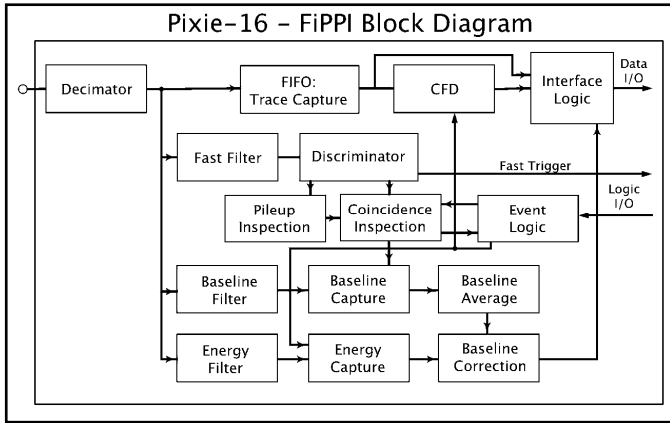 Pixie-16 – FiPPI Block Diagram
Decimator
FIFO:
Trace Capture
CFD
Interface
Logic
Data
I/O
Fast Filter
Discriminator
Fast Trigger
Logic
I/O
Pileup
Inspection
Coincidence
Inspection
Event
Logic
Baseline
Filter
Baseline
Capture
Baseline
Average
Energy
Filter
Energy
Capture
Baseline
Correction